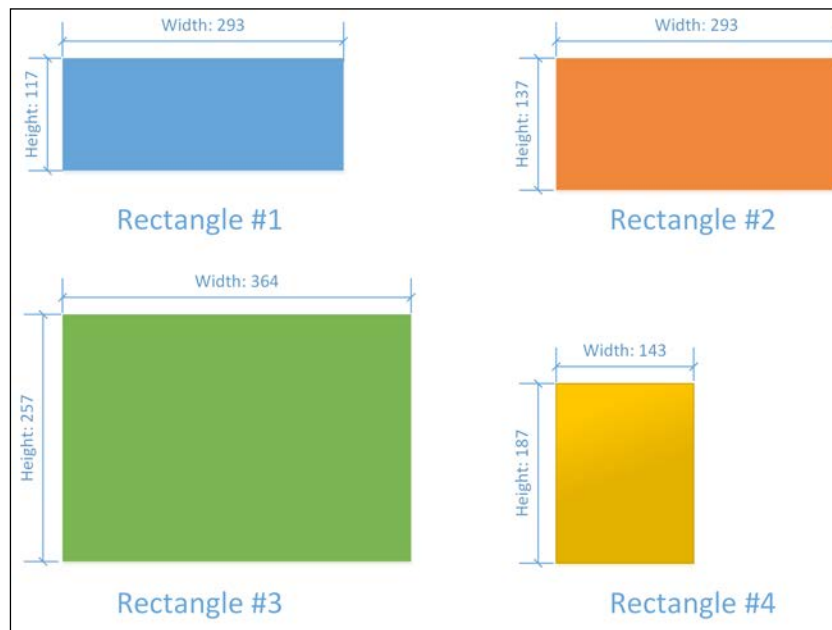 Width: 293
Height: 117
Rectangle #1
Width: 293
Height: 137
Rectangle #2
Width: 364
Height: 257
Rectangle #3
Width: 143
Height: 187
Rectangle #4